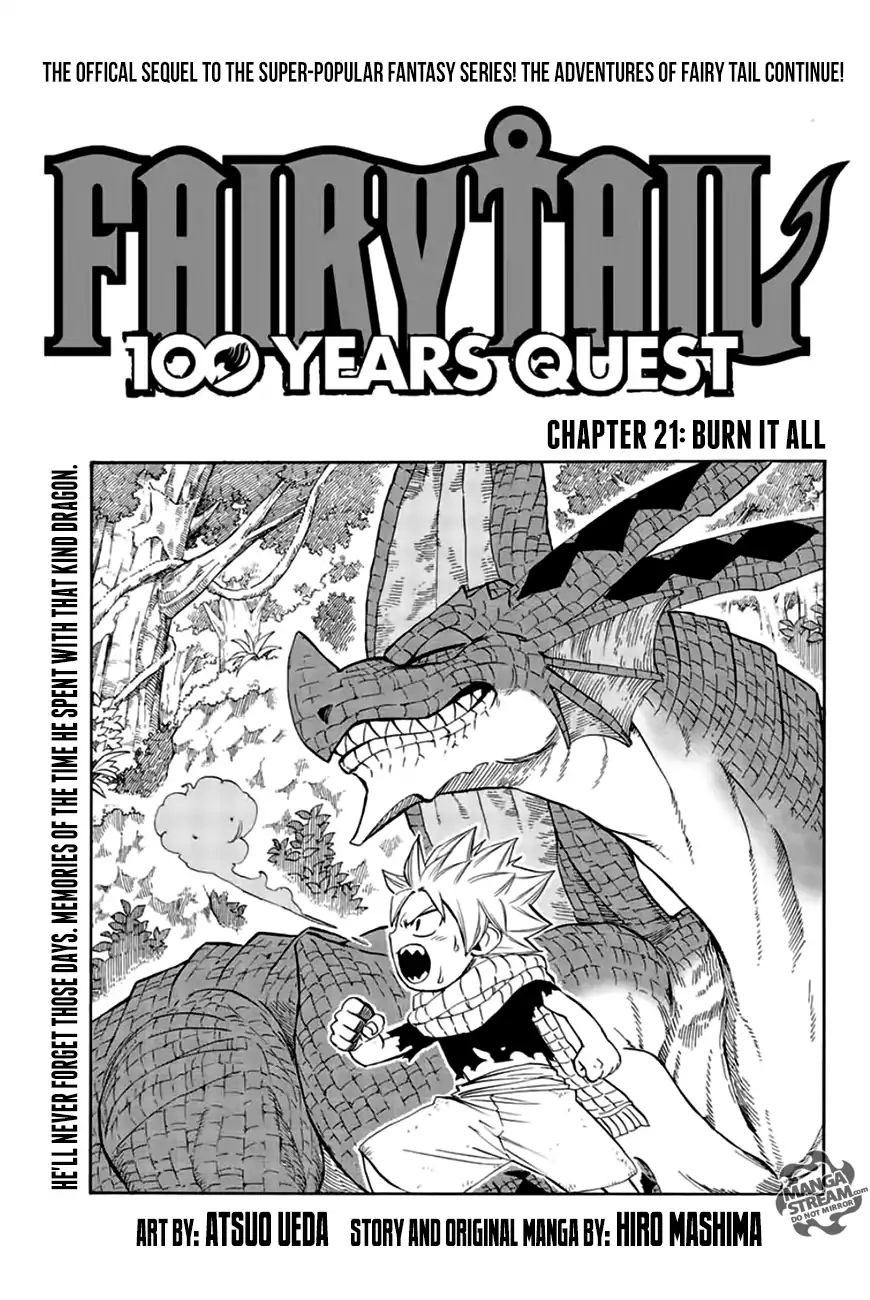 THE OFFICAL SEQUEL TO THE SUPER-POPULAR FANTASY SERIES! THE ADVENTURES OF FAIRY TAIL CONTINUE!
FAIRY TAIL
100 YEARS QUEST
CHAPTER 21: BURN IT ALL
HE'LL NEVER FORGET THOSE DAYS. MEMORIES OF THE TIME HE SPENT WITH THAT KIND DRAGON.
MANGA
STREAM.com
DO NOT MIRROR
ART BY: ATSUO UEDA STORY AND ORIGINAL MANGA BY: HIRO MASHIMA